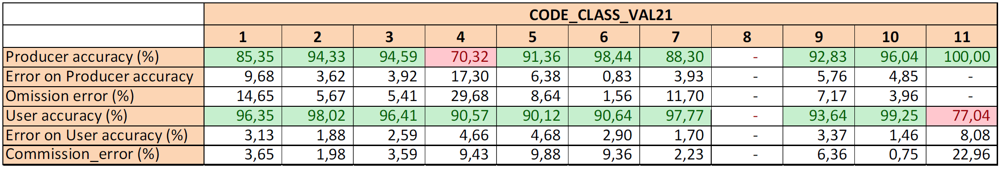 CODE_CLASS_VAL21
1 2 3 4 5 6 7 8 9 10 11
Producer accuracy (%) 85,35 94,33 94,59 70,32 91,36 98,44 88,30 - 92,83 96,04 100,00
Error on Producer accuracy 9,68 3,62 3,92 17,30 6,38 0,83 3,93 - 5,76 4,85 -
Omission error (%) 14,65 5,67 5,41 29,68 8,64 1,56 11,70 - 7,17 3,96 -
User accuracy (%) 96,35 98,02 96,41 90,57 90,12 90,64 97,77 - 93,64 99,25 77,04
Error on User accuracy (%) 3,13 1,88 2,59 4,66 4,68 2,90 1,70 - 3,37 1,46 8,08
Commission_error (%) 3,65 1,98 3,59 9,43 9,88 9,36 2,23 - 6,36 0,75 22,96